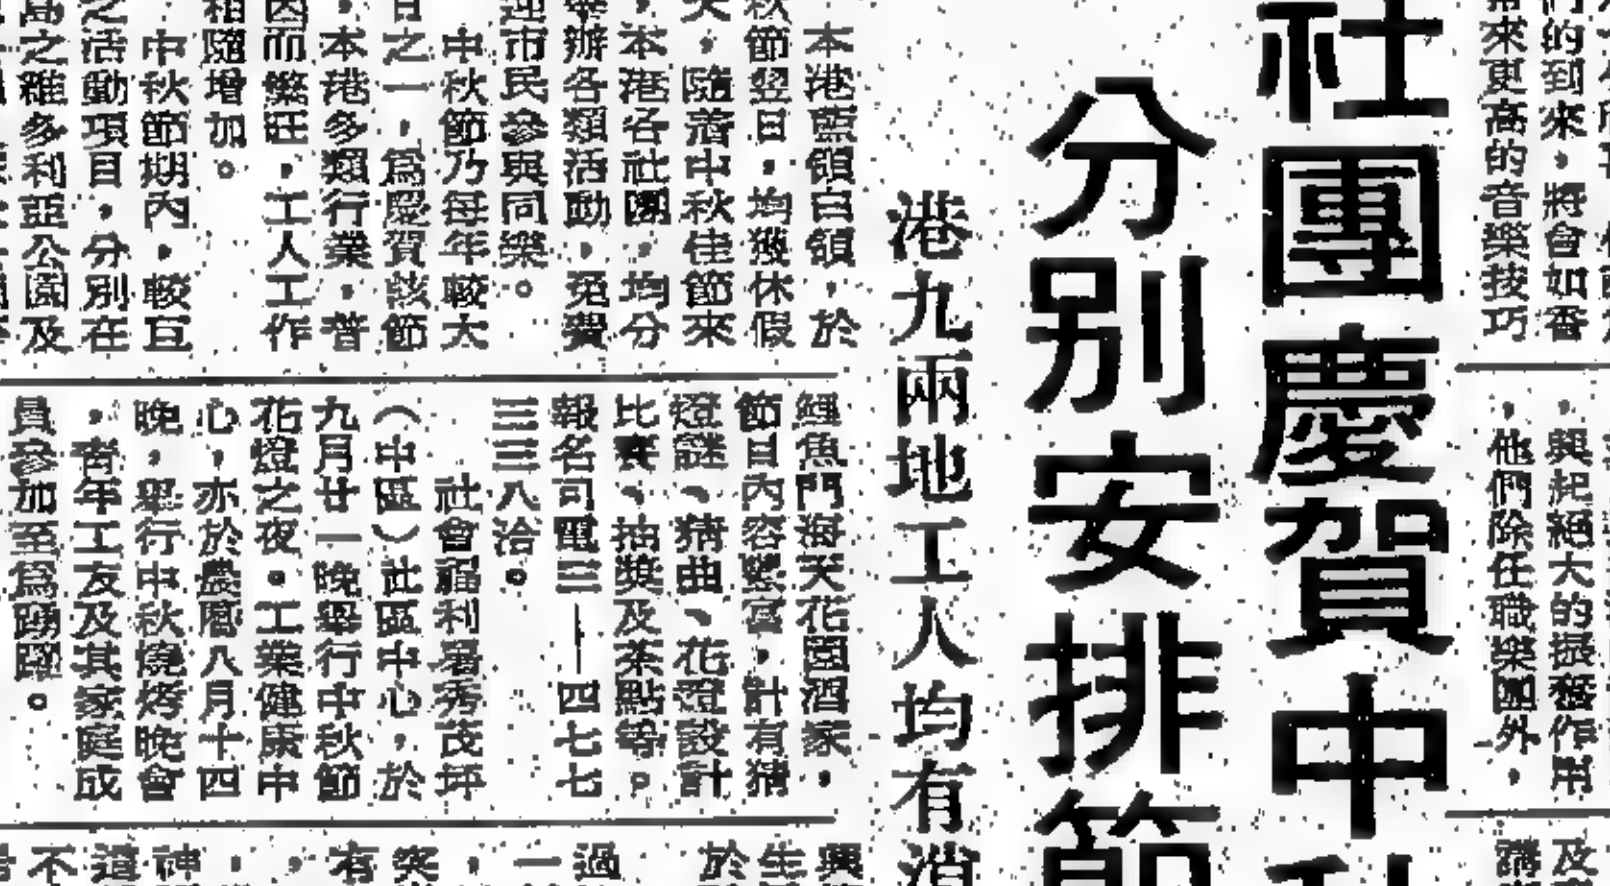 社團慶賀中秋
分別安排節
港九兩地工人均有消
本港藍領白領，於
秋節翌日，均獲休假
天，隨着中秋佳節來
，本港各社團，均分
舉辦各類活動，免費
迎市民參與同樂。
中秋節乃每年較大
日之一，爲慶賀該節
，本港多類行業，普
因而繁旺，工人工作
相隨增加。
中秋節期內，較互
之活動項目，分別在
爲之維多利亞公園及
鯉魚門海天花園酒家，
節目內容豐富，計有猜
燈謎、猜曲、花燈設計
比賽、抽獎及茶點等。
報名司電三—四七七
三三八洽。
社會福利署秀茂坪
（中區）社區中心，於
九月廿一晚舉行中秋節
花燈之夜。工業健康中
心，亦於農曆八月十四
晚，舉行中秋燒烤晚會
，青年工友及其家庭成
員參加至爲踴躍。
們的到來，將會如香
常來更高的音樂技巧
，與起絕大的振發作用
，他們除任職樂團外，